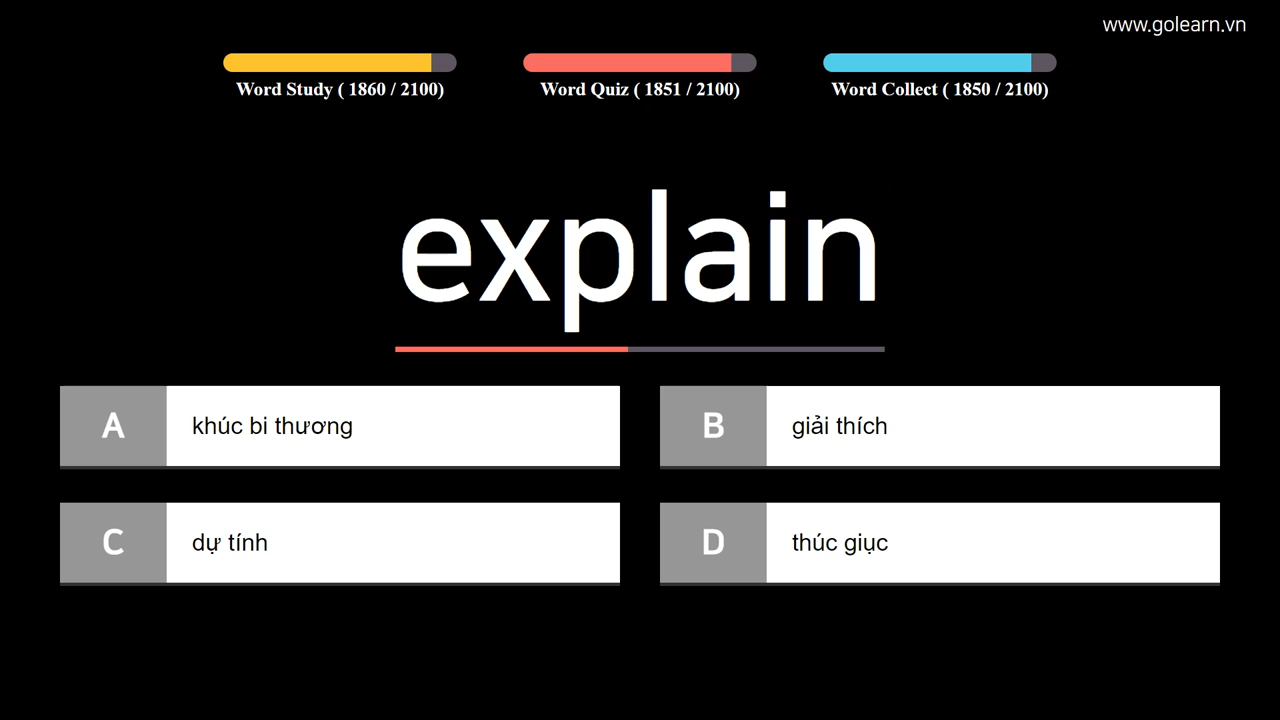 www.golearn.vn
Word Study ( 1860 / 2100)
Word Quiz ( 1851 / 2100)
Word Collect ( 1850 / 2100)
explain
A khúc bi thương
B giải thích
C dự tính
D thúc giục